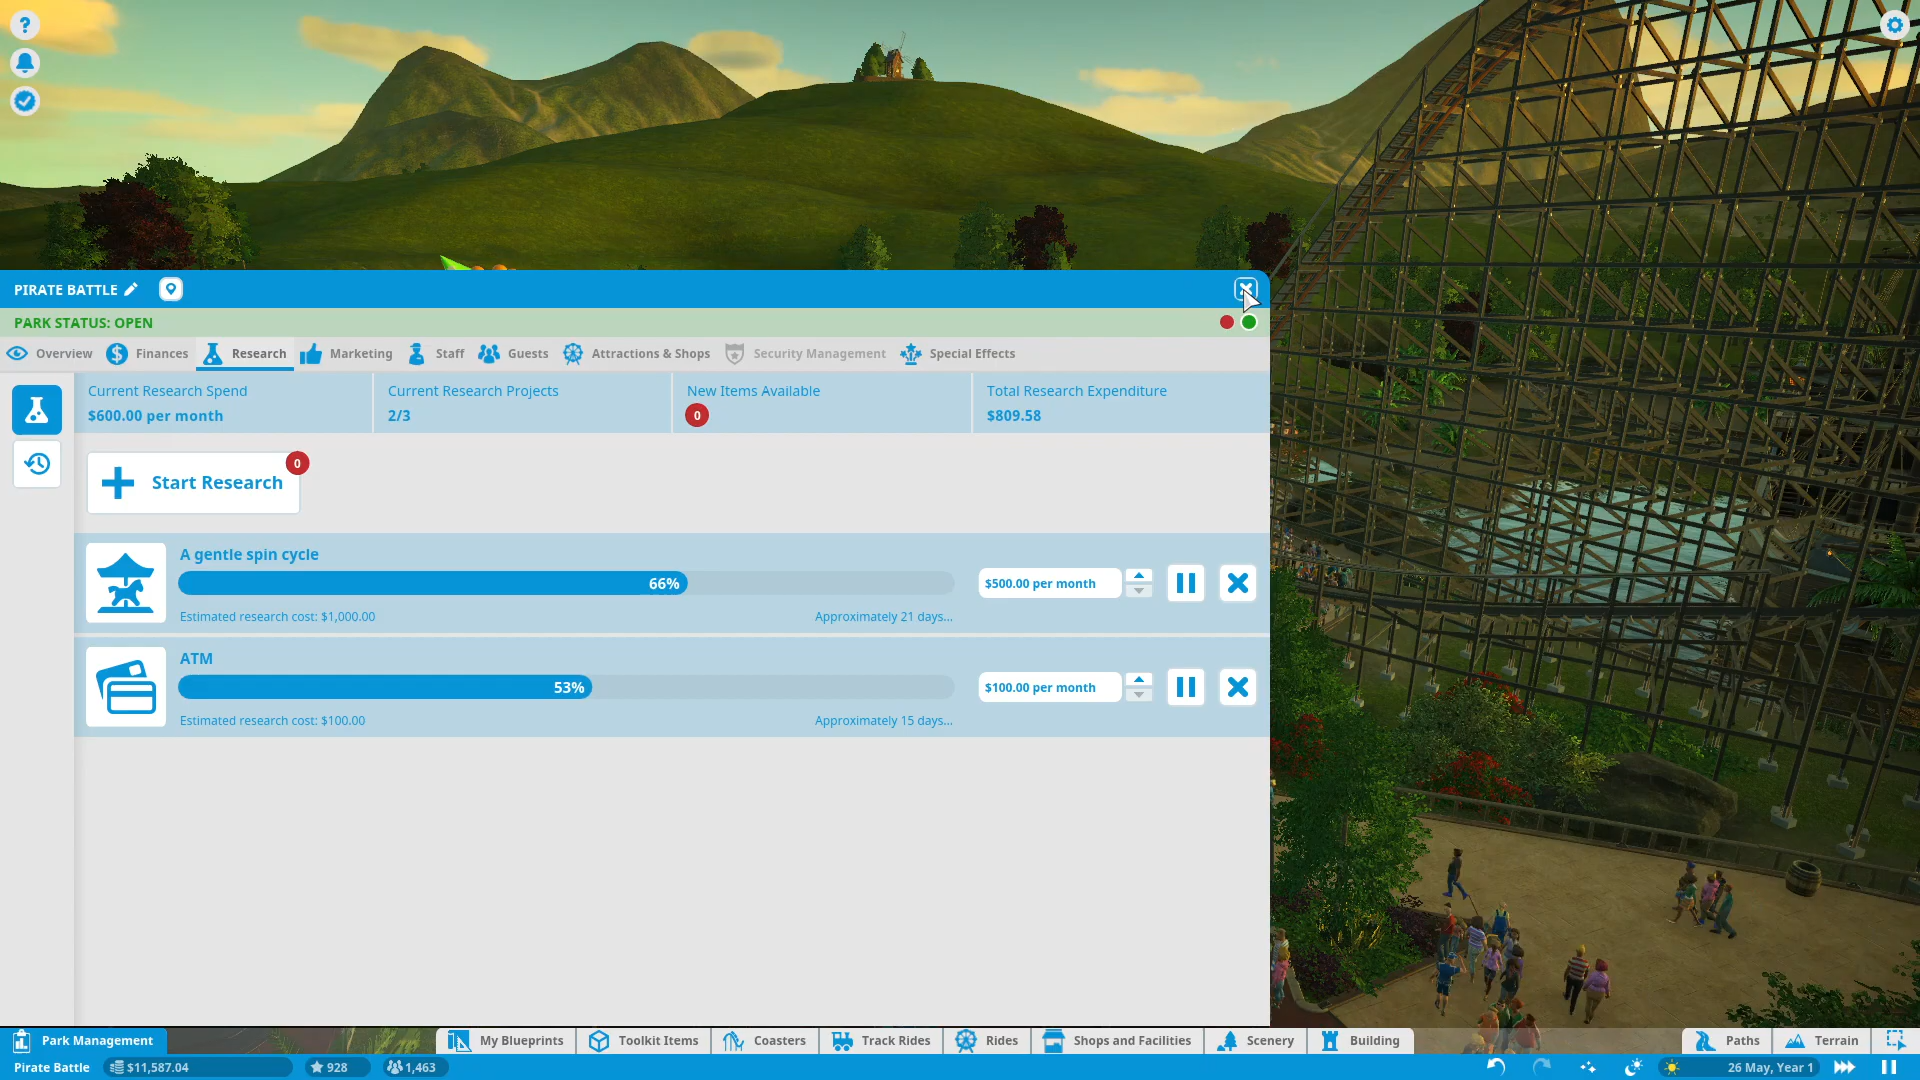 PIRATE BATTLE
PARK STATUS: OPEN
Overview Finances Research Marketing Staff Guests Attractions & Shops Security Management Special Effects
Current Research Spend
$600.00 per month
Current Research Projects
2/3
New Items Available
0
Total Research Expenditure
$809.58
Start Research
0
A gentle spin cycle
66%
$500.00 per month
Estimated research cost: $1,000.00
Approximately 21 days...
ATM
53%
$100.00 per month
Estimated research cost: $100.00
Approximately 15 days...
Park Management My Blueprints Toolkit Items Coasters Track Rides Rides Shops and Facilities Scenery Building Paths Terrain
Pirate Battle $11,587.04 928 1,463 26 May, Year 1